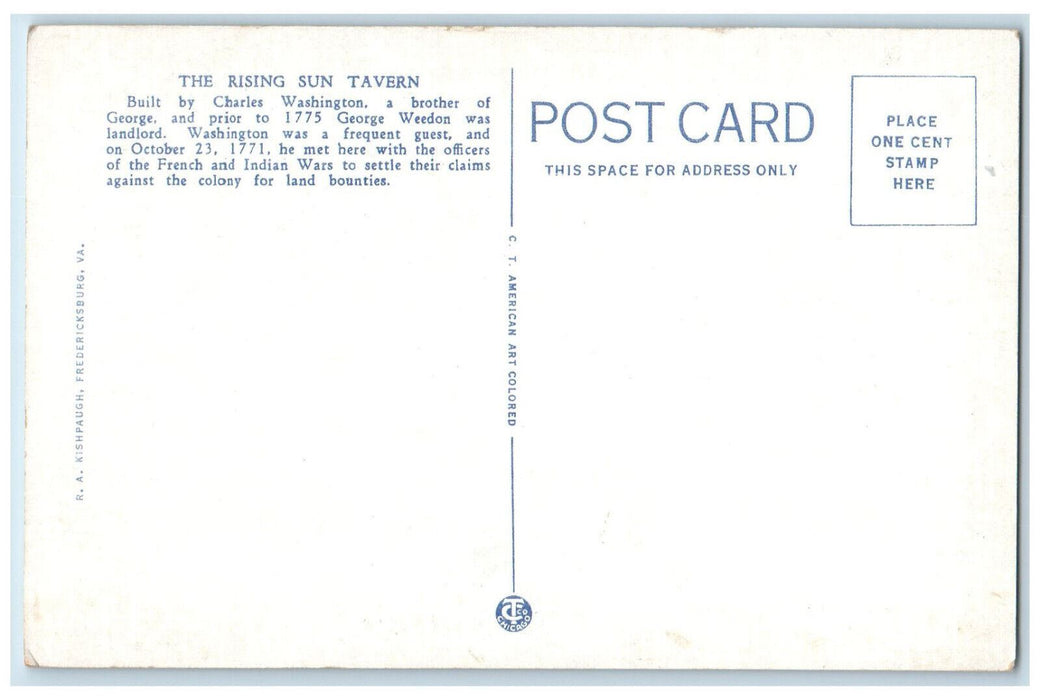 THE RISING SUN TAVERN
Built by Charles Washington, a brother of
George, and prior to 1775 George Weedon was
landlord. Washington was a frequent guest, and
on October 23, 1771, he met here with the officers
of the French and Indian Wars to settle their claims
against the colony for land bounties.
R. A. KISHPAUGH, FREDERICKSBURG, VA.
C. T. AMERICAN ART COLORED
CT CO
CHICAGO
POST CARD
THIS SPACE FOR ADDRESS ONLY
PLACE
ONE CENT
STAMP
HERE